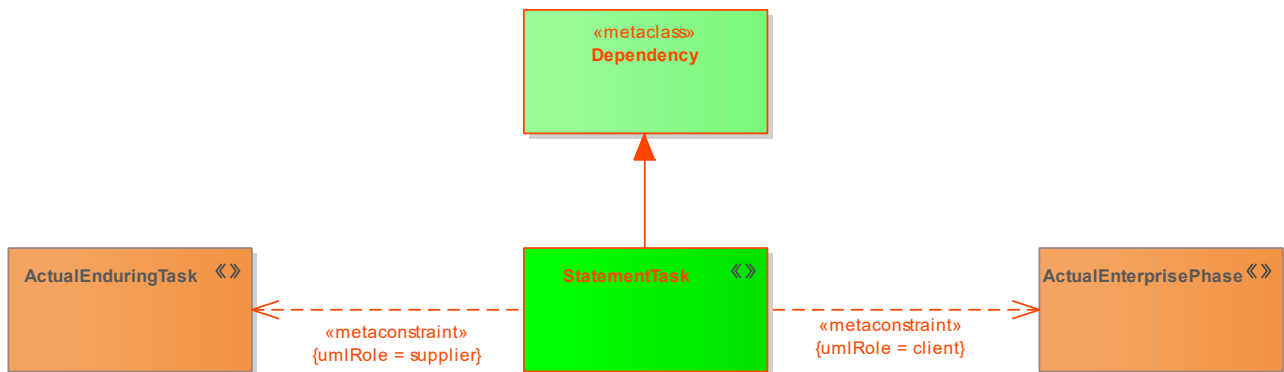 «metaclass»
Dependency
ActualEnduringTask «»
StatementTask «»
ActualEnterprisePhase «»
«metaconstraint»
{umlRole = supplier}
«metaconstraint»
{umlRole = client}